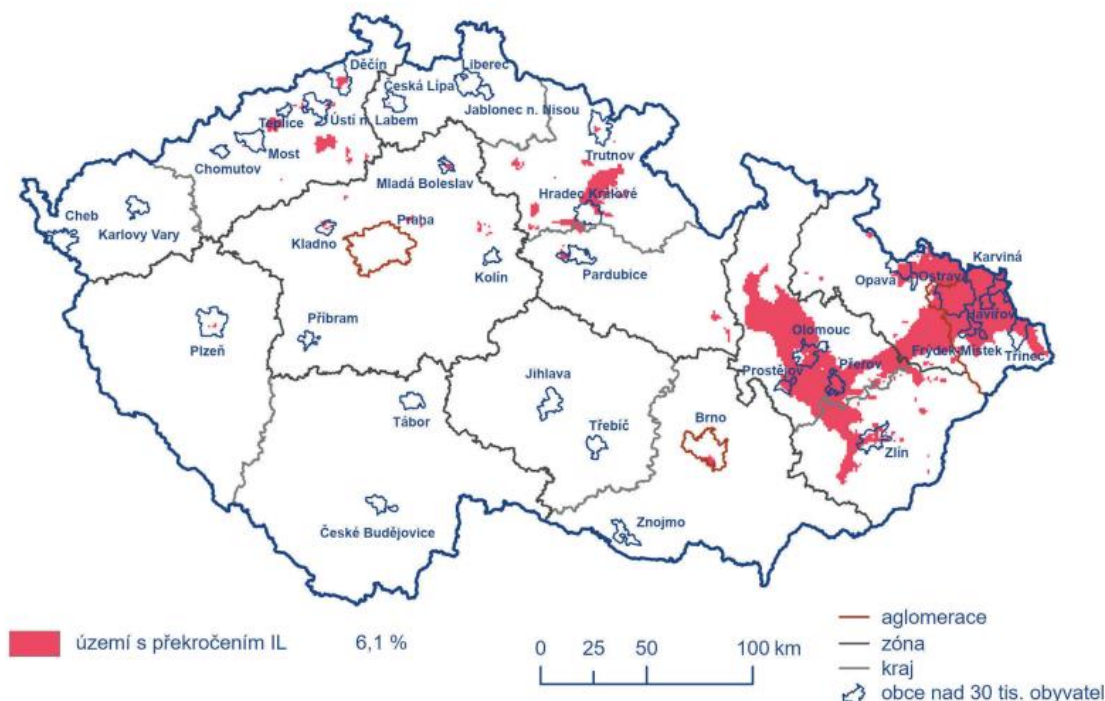 Děčín
Liberec
Česká Lípa
Jablonec n. Nisou
Teplice
Ústí n. Labem
Most
Chomutov
Trutnov
Mladá Boleslav
Hradec Králové
Cheb
Karlovy Vary
Praha
Kladno
Kolín
Pardubice
Karviná
Opava
Ostrava
Havířov
Plzeň
Příbram
Olomouc
Frýdek-Místek
Třinec
Prostějov
Přerov
Jihlava
Tábor
Třebíč
Brno
Zlín
České Budějovice
Znojmo
území s překročením IL 6,1 %
0 25 50 100 km
aglomerace
zóna
kraj
obce nad 30 tis. obyvatel